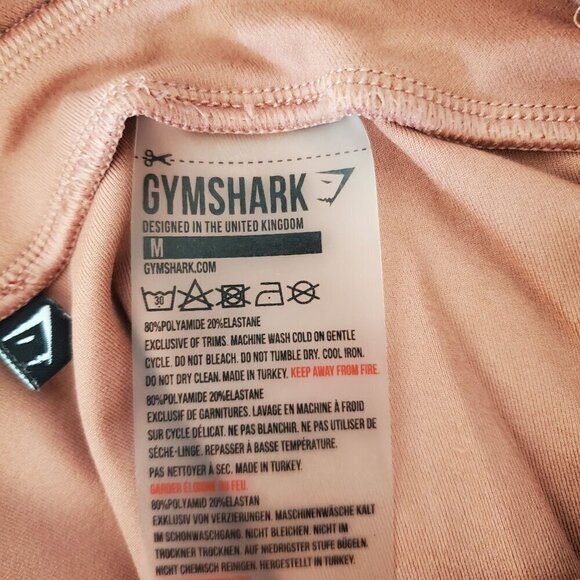 GYMSHARK
DESIGNED IN THE UNITED KINGDOM
M
GYMSHARK.COM
30
80%POLYAMIDE 20%ELASTANE
EXCLUSIVE OF TRIMS. MACHINE WASH COLD ON GENTLE
CYCLE. DO NOT BLEACH. DO NOT TUMBLE DRY. COOL IRON.
DO NOT DRY CLEAN. MADE IN TURKEY. KEEP AWAY FROM FIRE.
80%POLYAMIDE 20%ELASTANE
EXCLUSIF DE GARNITURES. LAVAGE EN MACHINE À FROID
SUR CYCLE DÉLICAT. NE PAS BLANCHIR. NE PAS UTILISER DE
SÈCHE-LINGE. REPASSER À BASSE TEMPÉRATURE.
PAS NETTOYER À SEC. MADE IN TURKEY.
GARDER ÉLOIGNE DU FEU.
80%POLYAMID 20%ELASTAN
EXKLUSIV VON VERZIERUNGEN. MASCHINENWÄSCHE KALT
IM SCHONWASCHGANG. NICHT BLEICHEN. NICHT IM
TROCKNER TROCKNEN. AUF NIEDRIGSTER STUFE BÜGELN.
NICHT CHEMISCH REINIGEN. HERGESTELLT IN TURKEY.